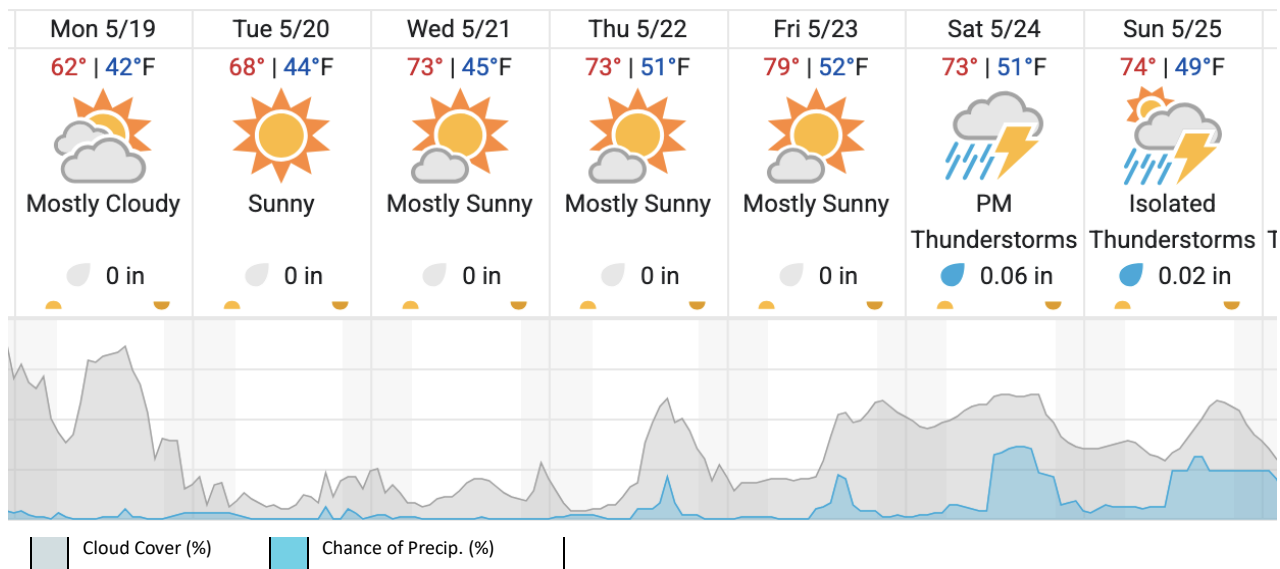 Mon 5/19 Tue 5/20 Wed 5/21 Thu 5/22 Fri 5/23 Sat 5/24 Sun 5/25
62° | 42°F 68° | 44°F 73° | 45°F 73° | 51°F 79° | 52°F 73° | 51°F 74° | 49°F
Mostly Cloudy Sunny Mostly Sunny Mostly Sunny Mostly Sunny PM Isolated
Thunderstorms Thunderstorms T
0 in 0 in 0 in 0 in 0 in 0.06 in 0.02 in
Cloud Cover (%) Chance of Precip. (%)